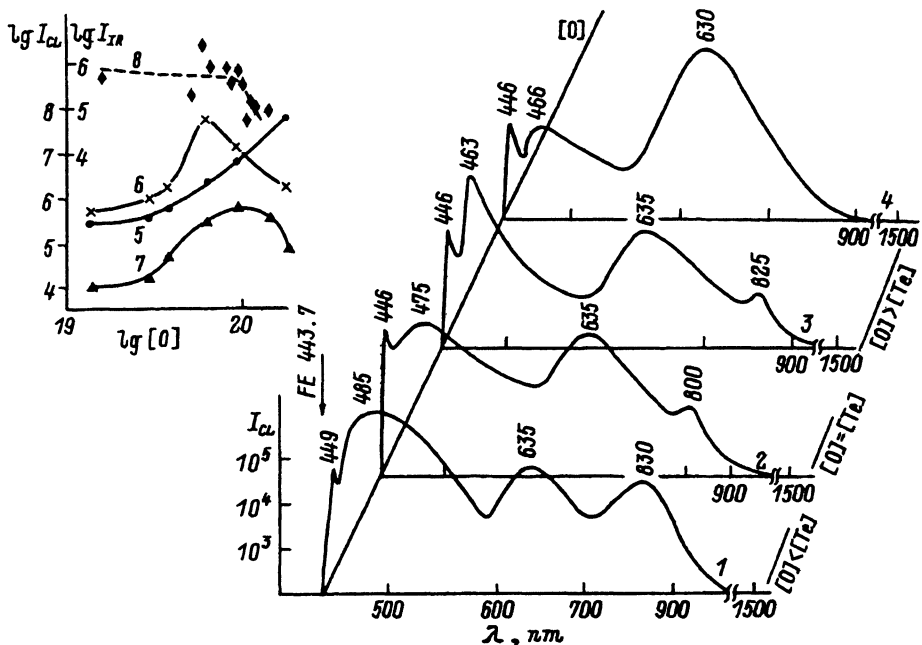 lg I_CL lg I_IR
6
8 5
7 4
6
5
4
8
6
5
7
19 20
lg [O]
[O]
446 466 630
4
900 1500
446 463 635 825
3
900 1500
[O]>[Te]
446 475 635 800
2
900 1500
[O]=[Te]
FE 443.7
449 485 635 830
1
I_CL
10^5
10^4
10^3
500 600 700 900 1500
[O]<[Te]
λ, nm